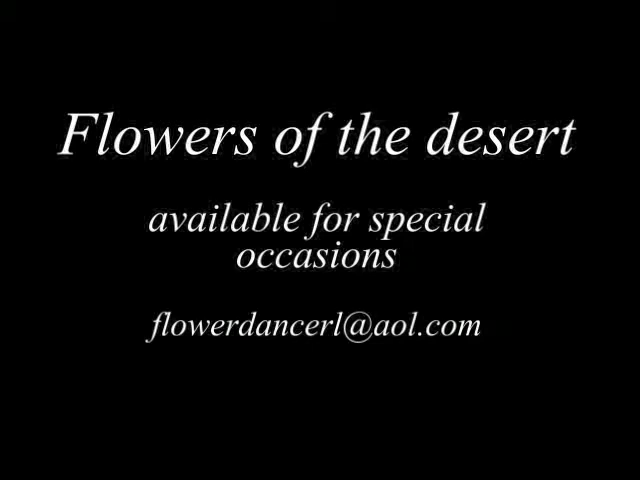 Flowers of the desert
available for special
occasions
flowerdancerl@aol.com